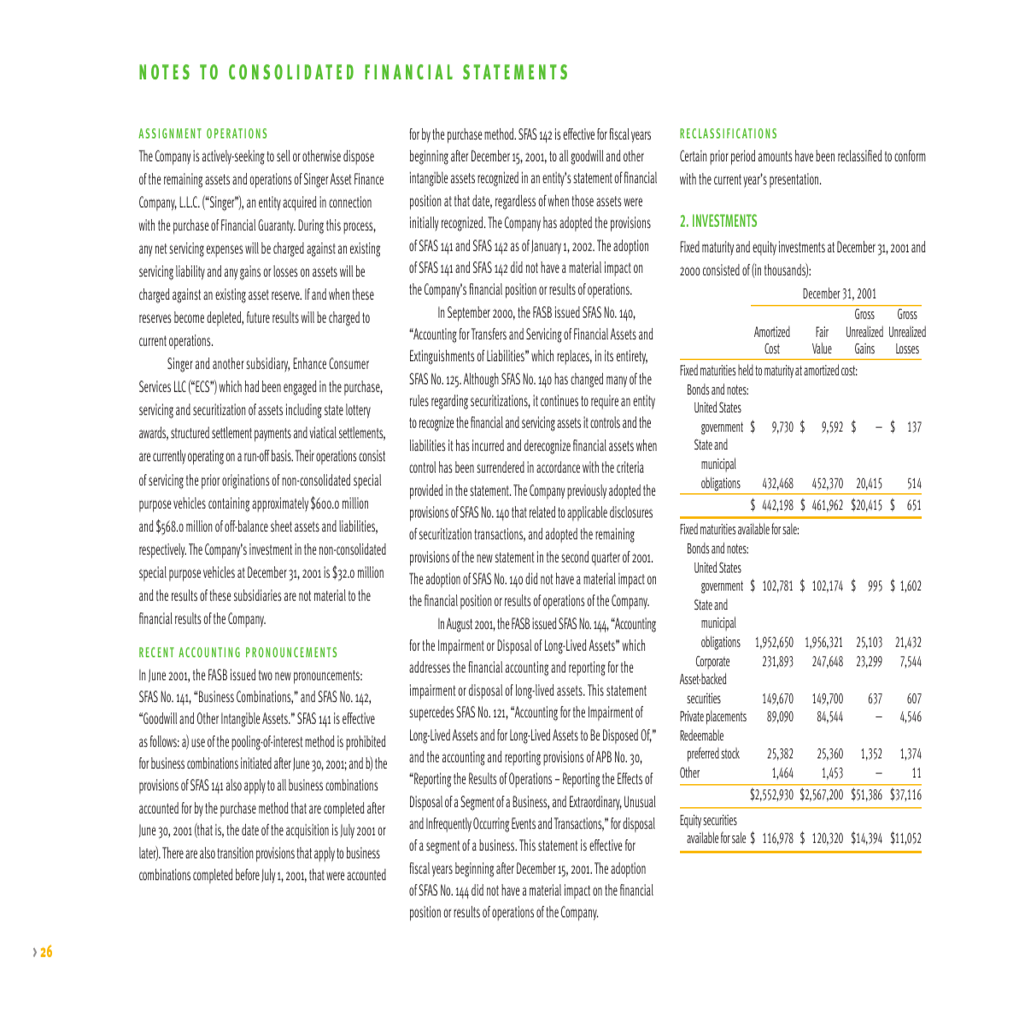 NOTES TO CONSOLIDATED FINANCIAL STATEMENTS
ASSIGNMENT OPERATIONS
The Company is actively-seeking to sell or otherwise dispose
of the remaining assets and operations of Singer Asset Finance
Company, L.L.C. (“Singer”), an entity acquired in connection
with the purchase of Financial Guaranty. During this process,
any net servicing expenses will be charged against an existing
servicing liability and any gains or losses on assets will be
charged against an existing asset reserve. If and when these
reserves become depleted, future results will be charged to
current operations.
Singer and another subsidiary, Enhance Consumer
Services LLC (“ECS”) which had been engaged in the purchase,
servicing and securitization of assets including state lottery
awards, structured settlement payments and viatical settlements,
are currently operating on a run-off basis. Their operations consist
of servicing the prior originations of non-consolidated special
purpose vehicles containing approximately $600.0 million
and $568.0 million of off-balance sheet assets and liabilities,
respectively. The Company’s investment in the non-consolidated
special purpose vehicles at December 31, 2001 is $32.0 million
and the results of these subsidiaries are not material to the
financial results of the Company.
RECENT ACCOUNTING PRONOUNCEMENTS
In June 2001, the FASB issued two new pronouncements:
SFAS No. 141, “Business Combinations,” and SFAS No. 142,
“Goodwill and Other Intangible Assets.” SFAS 141 is effective
as follows: a) use of the pooling-of-interest method is prohibited
for business combinations initiated after June 30, 2001; and b) the
provisions of SFAS 141 also apply to all business combinations
accounted for by the purchase method that are completed after
June 30, 2001 (that is, the date of the acquisition is July 2001 or
later). There are also transition provisions that apply to business
combinations completed before July 1, 2001, that were accounted
for by the purchase method. SFAS 142 is effective for fiscal years
beginning after December 15, 2001, to all goodwill and other
intangible assets recognized in an entity’s statement of financial
position at that date, regardless of when those assets were
initially recognized. The Company has adopted the provisions
of SFAS 141 and SFAS 142 as of January 1, 2002. The adoption
of SFAS 141 and SFAS 142 did not have a material impact on
the Company’s financial position or results of operations.
In September 2000, the FASB issued SFAS No. 140,
“Accounting for Transfers and Servicing of Financial Assets and
Extinguishments of Liabilities” which replaces, in its entirety,
SFAS No. 125. Although SFAS No. 140 has changed many of the
rules regarding securitizations, it continues to require an entity
to recognize the financial and servicing assets it controls and the
liabilities it has incurred and derecognize financial assets when
control has been surrendered in accordance with the criteria
provided in the statement. The Company previously adopted the
provisions of SFAS No. 140 that related to applicable disclosures
of securitization transactions, and adopted the remaining
provisions of the new statement in the second quarter of 2001.
The adoption of SFAS No. 140 did not have a material impact on
the financial position or results of operations of the Company.
In August 2001, the FASB issued SFAS No. 144, “Accounting
for the Impairment or Disposal of Long-Lived Assets” which
addresses the financial accounting and reporting for the
impairment or disposal of long-lived assets. This statement
supercedes SFAS No. 121, “Accounting for the Impairment of
Long-Lived Assets and for Long-Lived Assets to Be Disposed Of,”
and the accounting and reporting provisions of APB No. 30,
“Reporting the Results of Operations – Reporting the Effects of
Disposal of a Segment of a Business, and Extraordinary, Unusual
and Infrequently Occurring Events and Transactions,” for disposal
of a segment of a business. This statement is effective for
fiscal years beginning after December 15, 2001. The adoption
of SFAS No. 144 did not have a material impact on the financial
position or results of operations of the Company.
RECLASSIFICATIONS
Certain prior period amounts have been reclassified to conform
with the current year’s presentation.
2. INVESTMENTS
Fixed maturity and equity investments at December 31, 2001 and
2000 consisted of (in thousands):
December 31, 2001
Gross Gross
Amortized Fair Unrealized Unrealized
Cost Value Gains Losses
Fixed maturities held to maturity at amortized cost:
Bonds and notes:
United States
government $ 9,730 $ 9,592 $ – $ 137
State and
municipal
obligations 432,468 452,370 20,415 514
$ 442,198 $ 461,962 $20,415 $ 651
Fixed maturities available for sale:
Bonds and notes:
United States
government $ 102,781 $ 102,174 $ 995 $ 1,602
State and
municipal
obligations 1,952,650 1,956,321 25,103 21,432
Corporate 231,893 247,648 23,299 7,544
Asset-backed
securities 149,670 149,700 637 607
Private placements 89,090 84,544 – 4,546
Redeemable
preferred stock 25,382 25,360 1,352 1,374
Other 1,464 1,453 – 11
$2,552,930 $2,567,200 $51,386 $37,116
Equity securities
available for sale $ 116,978 $ 120,320 $14,394 $11,052
› 26